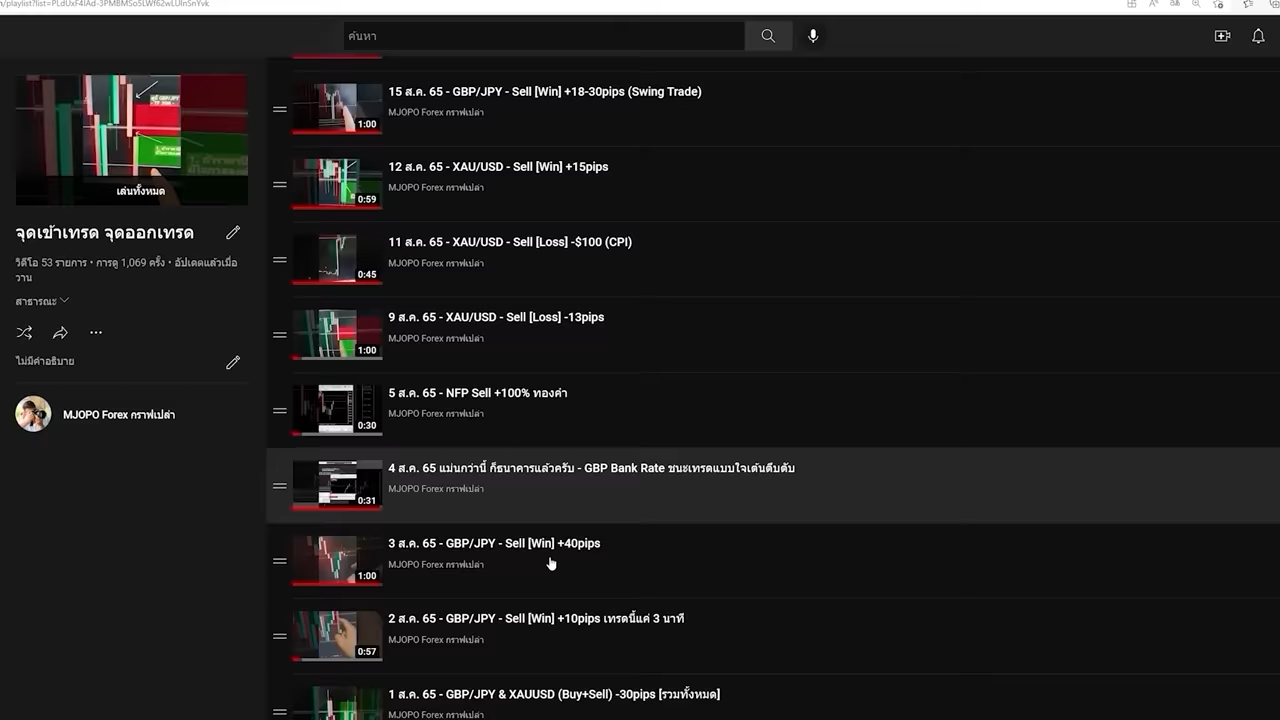 n/playlist?list=PLdUxF4IAd-3PMBMSo5LWf62wLUInSnYvk
ค้นหา
เล่นทั้งหมด
จุดเข้าเทรด จุดออกเทรด
วิดีโอ 53 รายการ • การดู 1,069 ครั้ง • อัปเดตแล้วเมื่อ
วาน
สาธารณะ
ไม่มีคำอธิบาย
MJOPO Forex กราฟเปล่า
15 ส.ค. 65 - GBP/JPY - Sell [Win] +18-30pips (Swing Trade)
MJOPO Forex กราฟเปล่า
1:00
12 ส.ค. 65 - XAU/USD - Sell [Win] +15pips
MJOPO Forex กราฟเปล่า
0:59
11 ส.ค. 65 - XAU/USD - Sell [Loss] -$100 (CPI)
MJOPO Forex กราฟเปล่า
0:45
9 ส.ค. 65 - XAU/USD - Sell [Loss] -13pips
MJOPO Forex กราฟเปล่า
1:00
5 ส.ค. 65 - NFP Sell +100% ทองคำ
MJOPO Forex กราฟเปล่า
0:30
4 ส.ค. 65 แม่นกว่านี้ ก็ธนาคารแล้วครับ - GBP Bank Rate ชนะเทรดแบบใจเต้นตึบตับ
MJOPO Forex กราฟเปล่า
0:31
3 ส.ค. 65 - GBP/JPY - Sell [Win] +40pips
MJOPO Forex กราฟเปล่า
1:00
2 ส.ค. 65 - GBP/JPY - Sell [Win] +10pips เทรดนี้แค่ 3 นาที
MJOPO Forex กราฟเปล่า
0:57
1 ส.ค. 65 - GBP/JPY & XAUUSD (Buy+Sell) -30pips [รวมทั้งหมด]
MJOPO Forex กราฟเปล่า